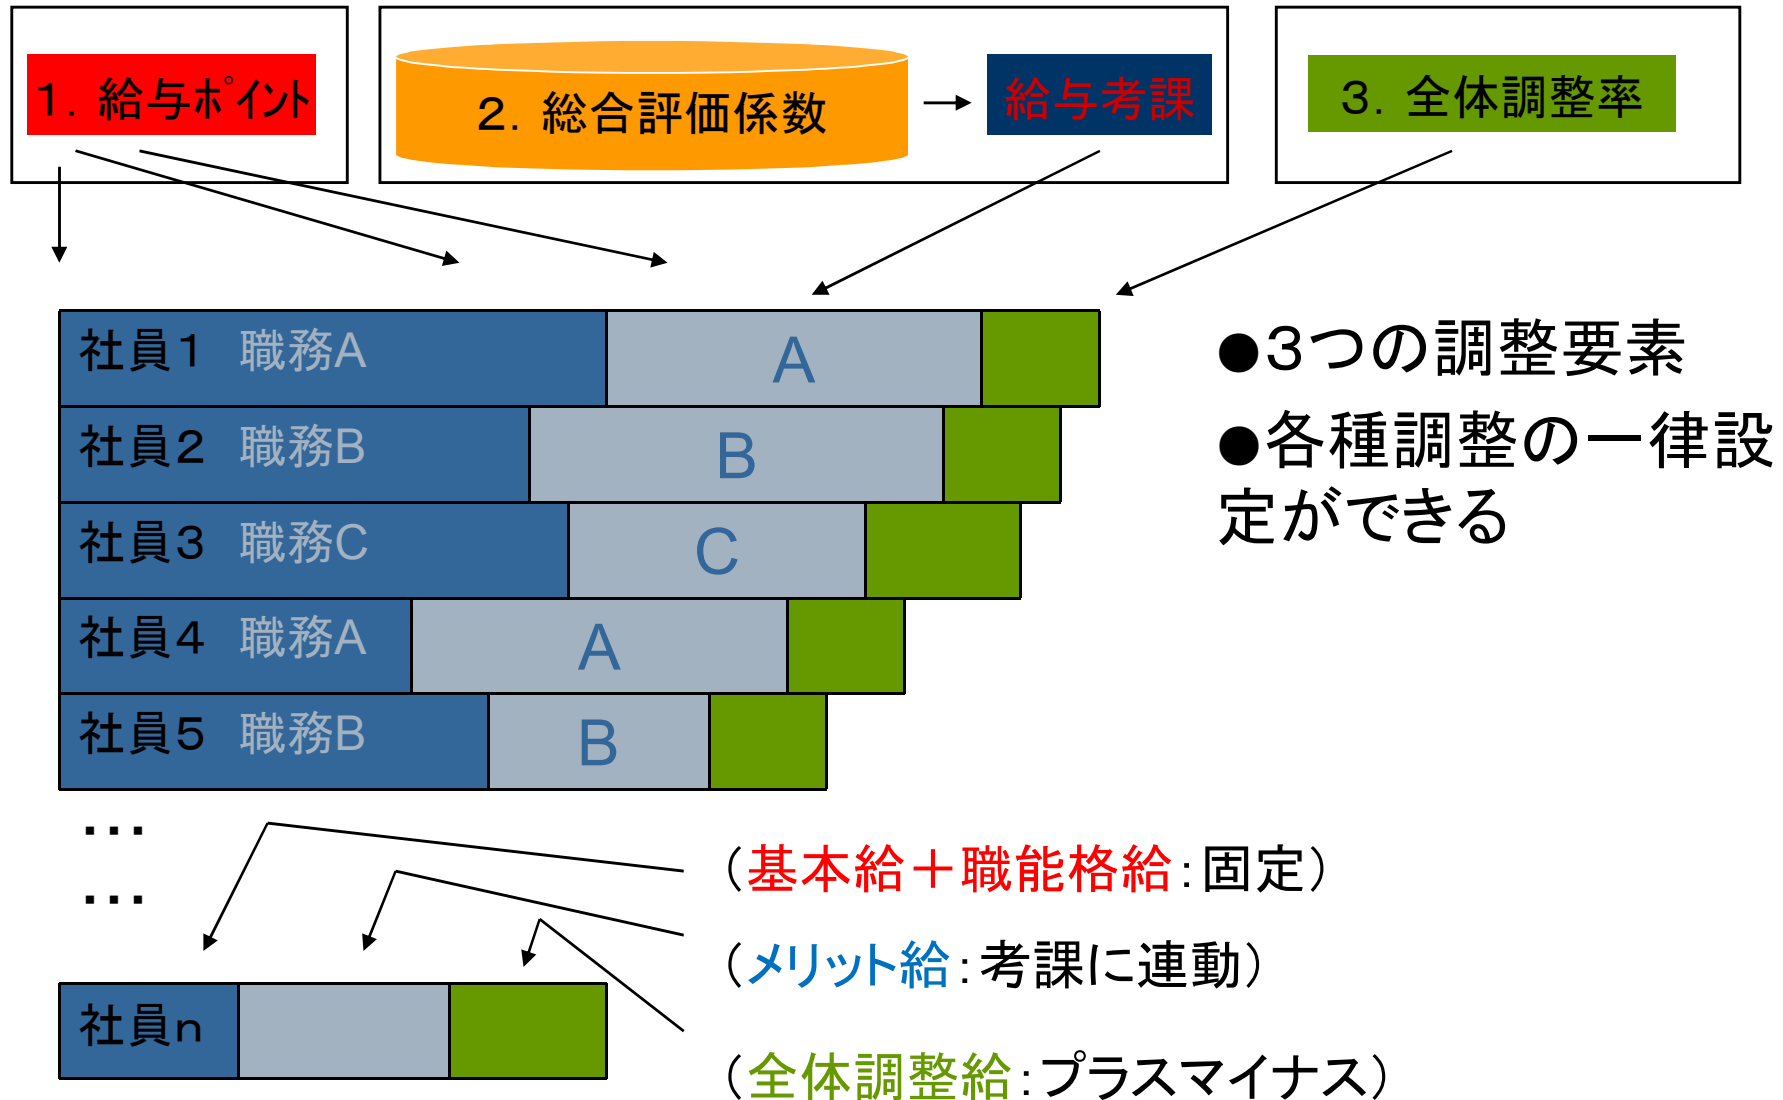 1．給与ポイント
2．総合評価係数
給与考課
3．全体調整率
社員1　職務A
A
社員2　職務B
B
社員3　職務C
C
社員4　職務A
A
社員5　職務B
B
●3つの調整要素
●各種調整の一律設
定ができる
…
…
社員n
（基本給＋職能格給：固定）
（メリット給：考課に連動）
（全体調整給：プラスマイナス）